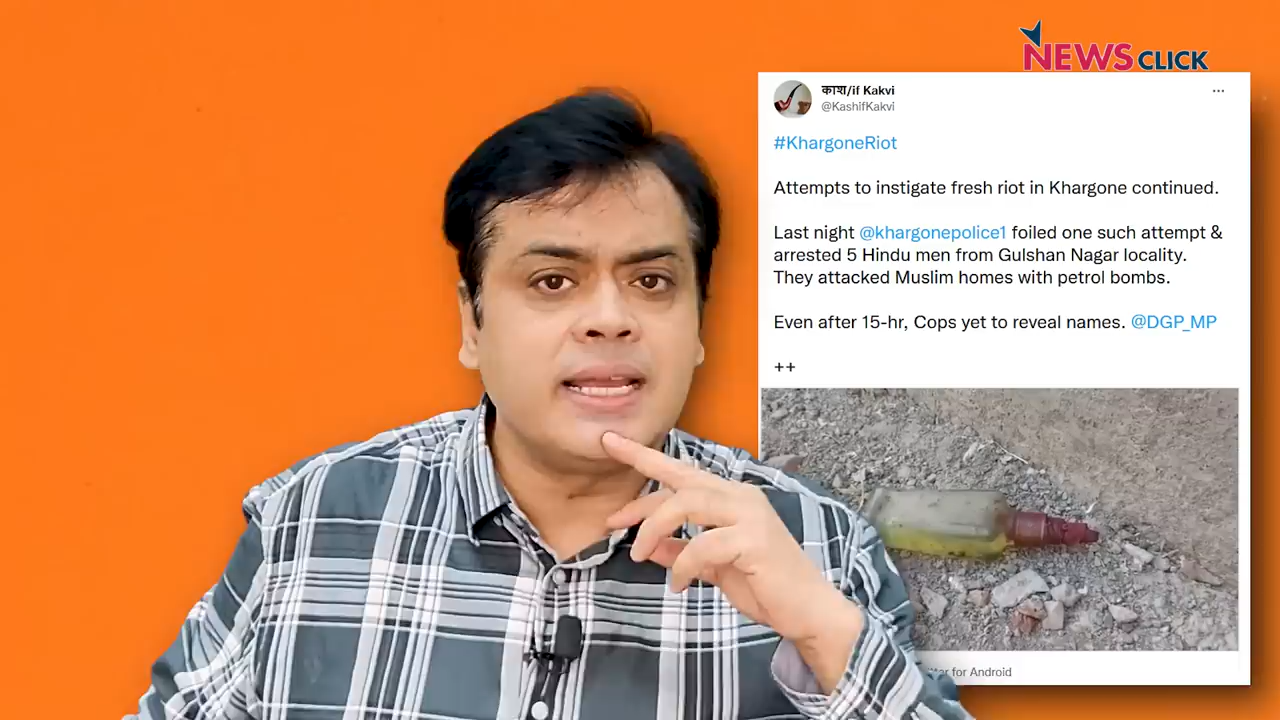 NEWS CLICK
काश/if Kakvi
@KashifKakvi
#KhargoneRiot
Attempts to instigate fresh riot in Khargone continued.
Last night @khargonepolice1 foiled one such attempt &
arrested 5 Hindu men from Gulshan Nagar locality.
They attacked Muslim homes with petrol bombs.
Even after 15-hr, Cops yet to reveal names. @DGP_MP
++
for Android